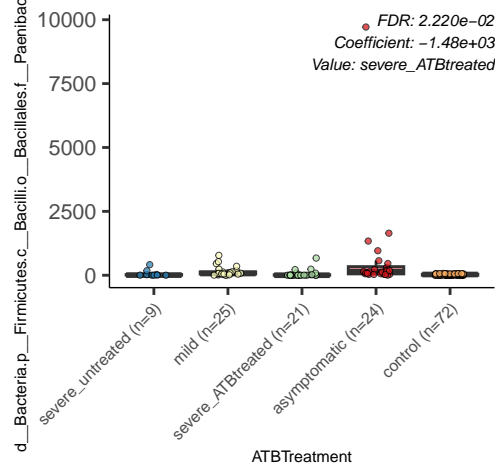 d__Bacteria.p__Firmicutes.c__Bacilli.o__Bacillales.f__Paenibac
10000
7500
5000
2500
0
FDR: 2.220e−02
Coefficient: −1.48e+03
Value: severe_ATBtreated
severe_untreated (n=9)
mild (n=25)
severe_ATBtreated (n=21)
asymptomatic (n=24)
control (n=72)
ATBTreatment